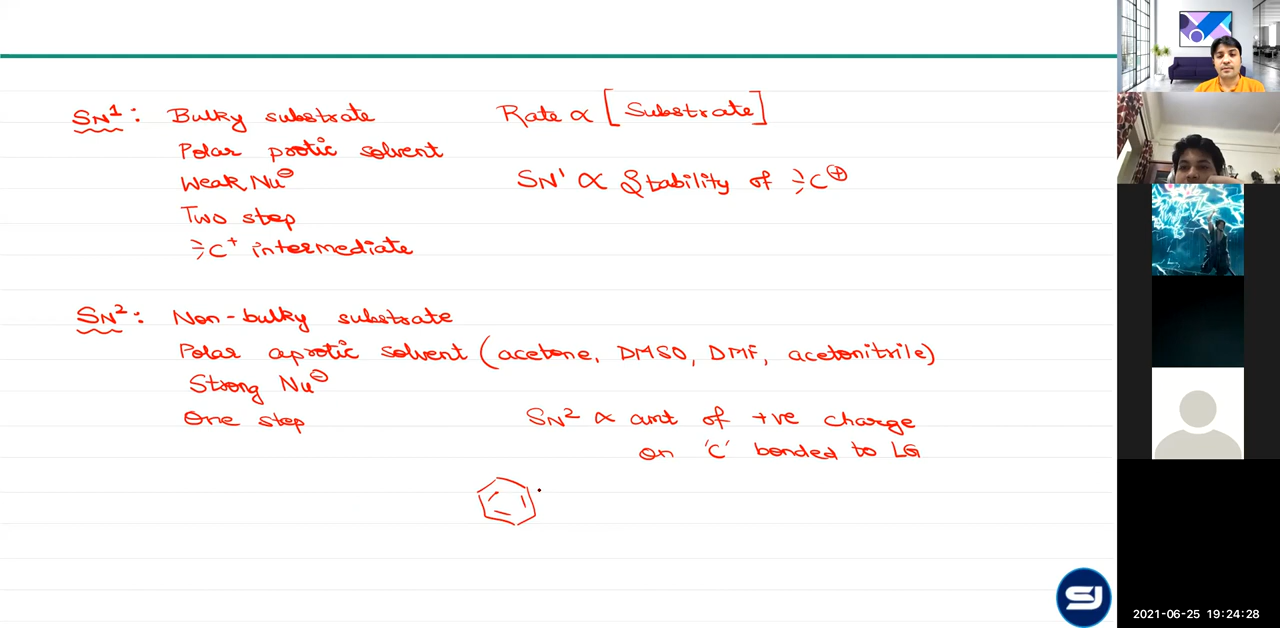 SN1 : Bulky substrate
Polar protic solvent
Weak Nu⊖
Two step
⩾C+ intermediate
Rate ∝ [Substrate]
SN1 ∝ Stability of ⩾C⊕
SN2 : Non-bulky substrate
Polar aprotic solvent (acetone, DMSO, DMF, acetonitrile)
Strong Nu⊖
One step
SN2 ∝ amt of +ve charge
on 'C' bonded to LG
SJ
2021-06-25 19:24:28